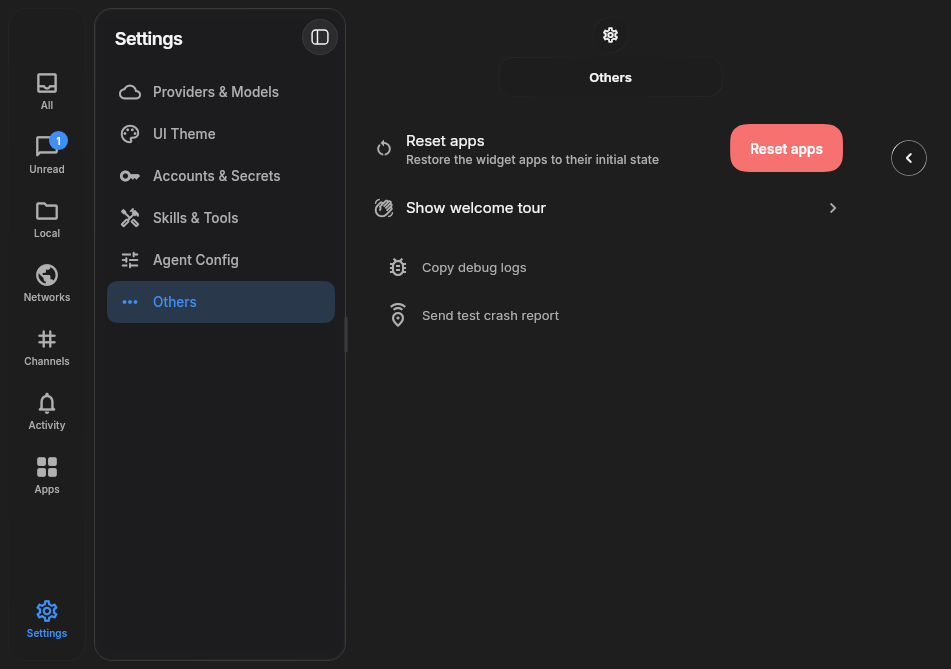 All
1
Unread
Local
Networks
Channels
Activity
Apps
Settings
Settings
Providers & Models
UI Theme
Accounts & Secrets
Skills & Tools
Agent Config
Others
Others
Reset apps
Restore the widget apps to their initial state
Reset apps
Show welcome tour
Copy debug logs
Send test crash report